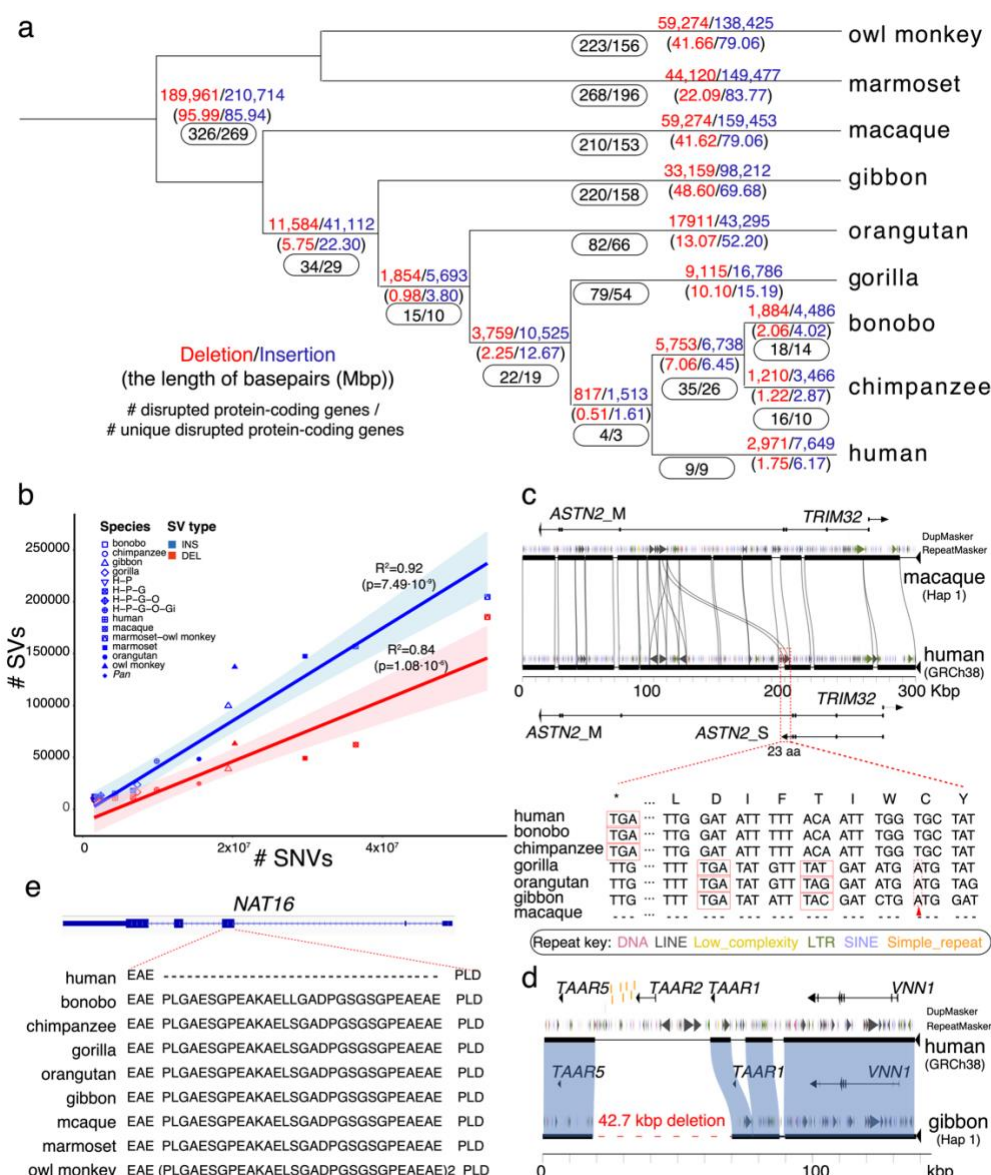 a
59,274/138,425
owl monkey
223/156
(41.66/79.06)
44,120/149,477
marmoset
189,961/210,714
268/196
(22.09/83.77)
(95.99/85.94)
59,274/159,453
macaque
326/269
210/153
(41.62/79.06)
33,159/98,212
gibbon
220/158
(48.60/69.68)
11,584/41,112
17911/43,295
orangutan
(5.75/22.30)
82/66
(13.07/52.20)
34/29
1,854/5,693
9,115/16,786
gorilla
(0.98/3.80)
79/54
(10.10/15.19)
15/10
1,884/4,486
bonobo
3,759/10,525
5,753/6,738
(2.06/4.02)
Deletion/Insertion
(2.25/12.67)
(7.06/6.45)
18/14
(the length of basepairs (Mbp))
22/19
35/26
1,210/3,466
chimpanzee
817/1,513
(1.22/2.87)
# disrupted protein-coding genes /
(0.51/1.61)
16/10
# unique disrupted protein-coding genes
4/3
2,971/7,649
human
9/9
(1.75/6.17)
b
Species SV type
bonobo
INS
chimpanzee
DEL
gibbon
gorilla
H-P
H-P-G
H-P-G-O
H-P-G-O-Gi
human
macaque
marmoset-owl monkey
marmoset
orangutan
owl monkey
Pan
R²=0.92
(p=7.49·10⁻⁹)
R²=0.84
(p=1.08·10⁻⁶)
# SVs
250000
200000
150000
100000
50000
0
0 2x10⁷ 4x10⁷
# SNVs
c
ASTN2_M TRIM32
DupMasker
RepeatMasker
macaque
(Hap 1)
human
(GRCh38)
0 100 200 300 Kbp
TRIM32
ASTN2_M ASTN2_S
23 aa
* ... L D I F T I W C Y
human TGA ... TTG GAT ATT TTT ACA ATT TGG TGC TAT
bonobo TGA ... TTG GAT ATT TTT ACA ATT TGG TGC TAT
chimpanzee TGA ... TTG GAT ATT TTT ACA ATT TGG TGC TAT
gorilla TTG ... TTT TGA TAT GTT TAT GAT ATG ATG TAT
orangutan TTG ... TTT TGA TAT GTT TAG GAT ATG ATG TAG
gibbon TTG ... TTT TGA TAT ATT TAC GAT CTG ATG GAT
macaque --- ... --- --- --- --- --- --- --- --- ---
Repeat key: DNA LINE Low_complexity LTR SINE Simple_repeat
d
TAAR5 TAAR2 TAAR1 VNN1
DupMasker
RepeatMasker
human
(GRCh38)
TAAR5 TAAR1 VNN1
42.7 kbp deletion
gibbon
(Hap 1)
0 100 kbp
e
NAT16
human EAE -------------------------------- PLD
bonobo EAE PLGAESGPEAKAELLGADPGSGSGPEAEAE PLD
chimpanzee EAE PLGAESGPEAKAELSGADPGSGSGPEAEAE PLD
gorilla EAE PLGAESGPEAKAELSGADPGSGSGPEAEAE PLD
orangutan EAE PLGAESGPEAKAELSGADPGSGSGPEAEAE PLD
gibbon EAE PLGAESGPEAKAELSGADPGSGSGPEAEAE PLD
mcaque EAE PLGAESGPEAKAELSGADPGSGSGPEAEAE PLD
marmoset EAE PLGAESGPEAKAELSGADPGSGSGPEAEAE PLD
owl monkey EAE (PLGAESGPEAKAELSGADPGSGSGPEAEAE)2 PLD